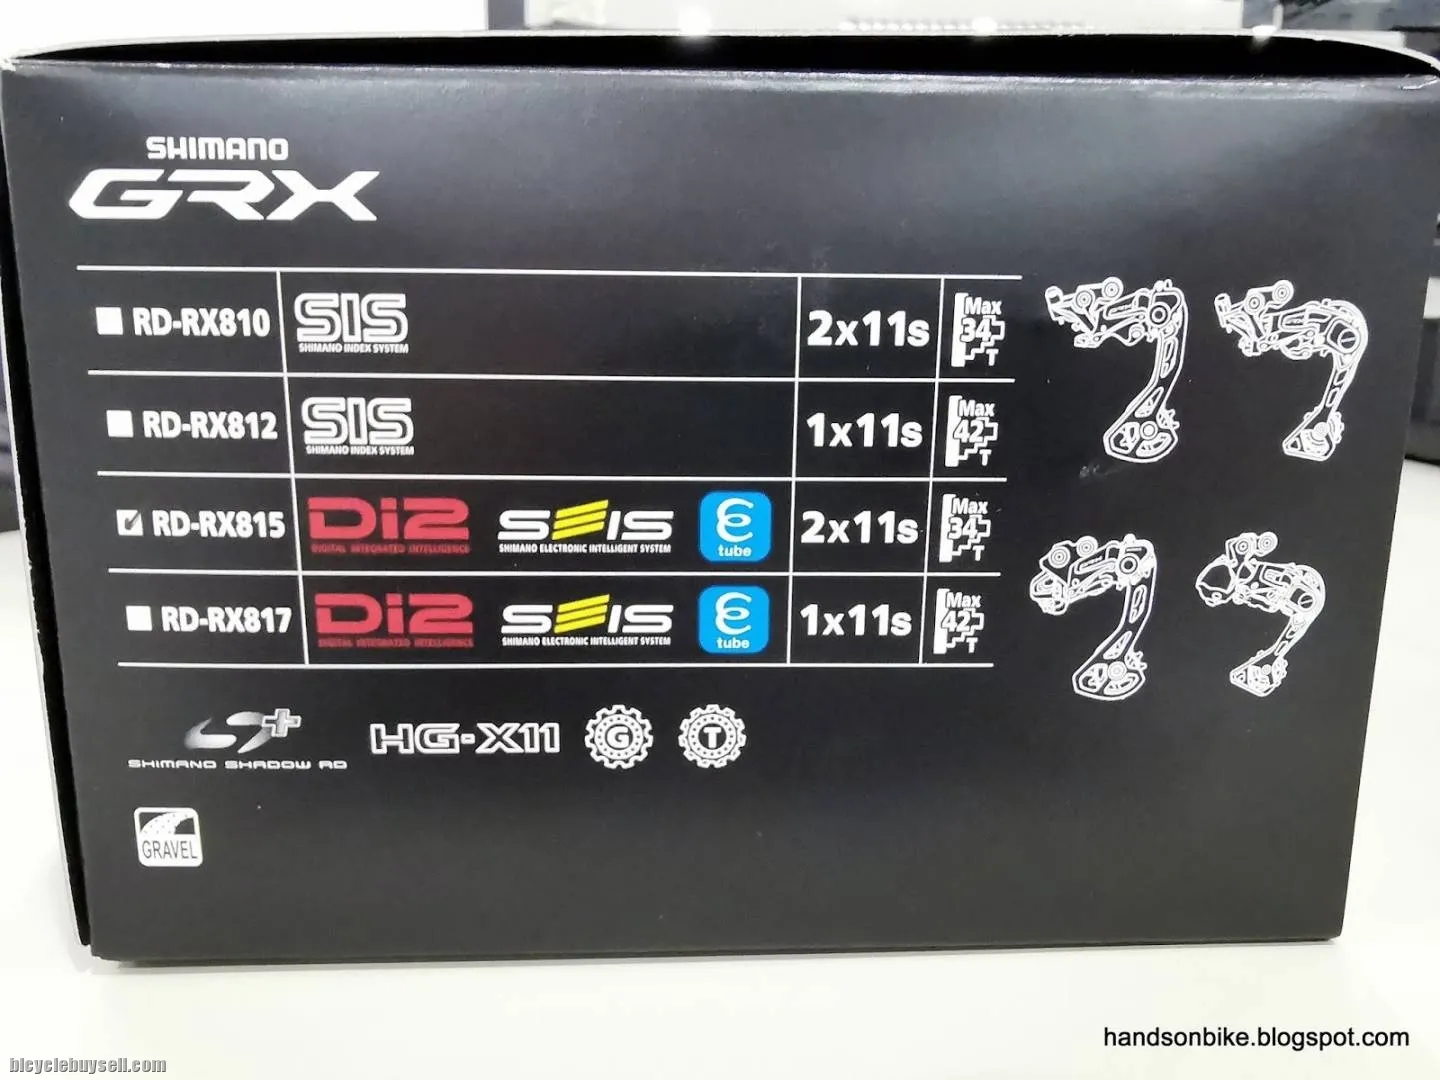 SHIMANO
GRX
RD-RX810 SIS SHIMANO INDEX SYSTEM 2x11s Max 34T
RD-RX812 SIS SHIMANO INDEX SYSTEM 1x11s Max 42T
RD-RX815 Di2 DIGITAL INTEGRATED INTELLIGENCE SEIS SHIMANO ELECTRONIC INTELLIGENT SYSTEM e tube 2x11s Max 34T
RD-RX817 Di2 DIGITAL INTEGRATED INTELLIGENCE SEIS SHIMANO ELECTRONIC INTELLIGENT SYSTEM e tube 1x11s Max 42T
SHIMANO SHADOW RD HG-X11 G T
GRAVEL
handsonbike.blogspot.com
bicyclebuysell.com